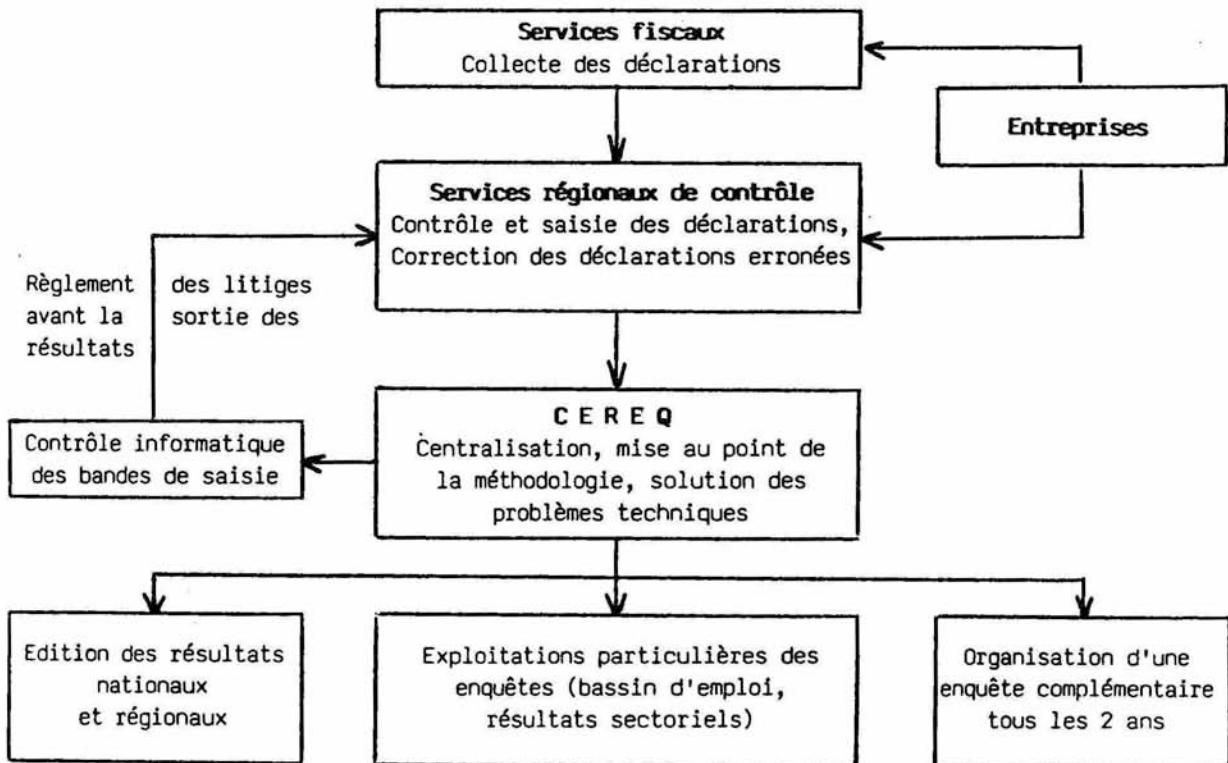 Services fiscaux
Collecte des déclarations
Entreprises
Services régionaux de contrôle
Contrôle et saisie des déclarations,
Correction des déclarations erronées
Règlement des litiges
avant la sortie des
résultats
C E R E Q
Centralisation, mise au point de
la méthodologie, solution des
problèmes techniques
Contrôle informatique
des bandes de saisie
Edition des résultats
nationaux
et régionaux
Exploitations particulières des
enquêtes (bassin d'emploi,
résultats sectoriels)
Organisation d'une
enquête complémentaire
tous les 2 ans